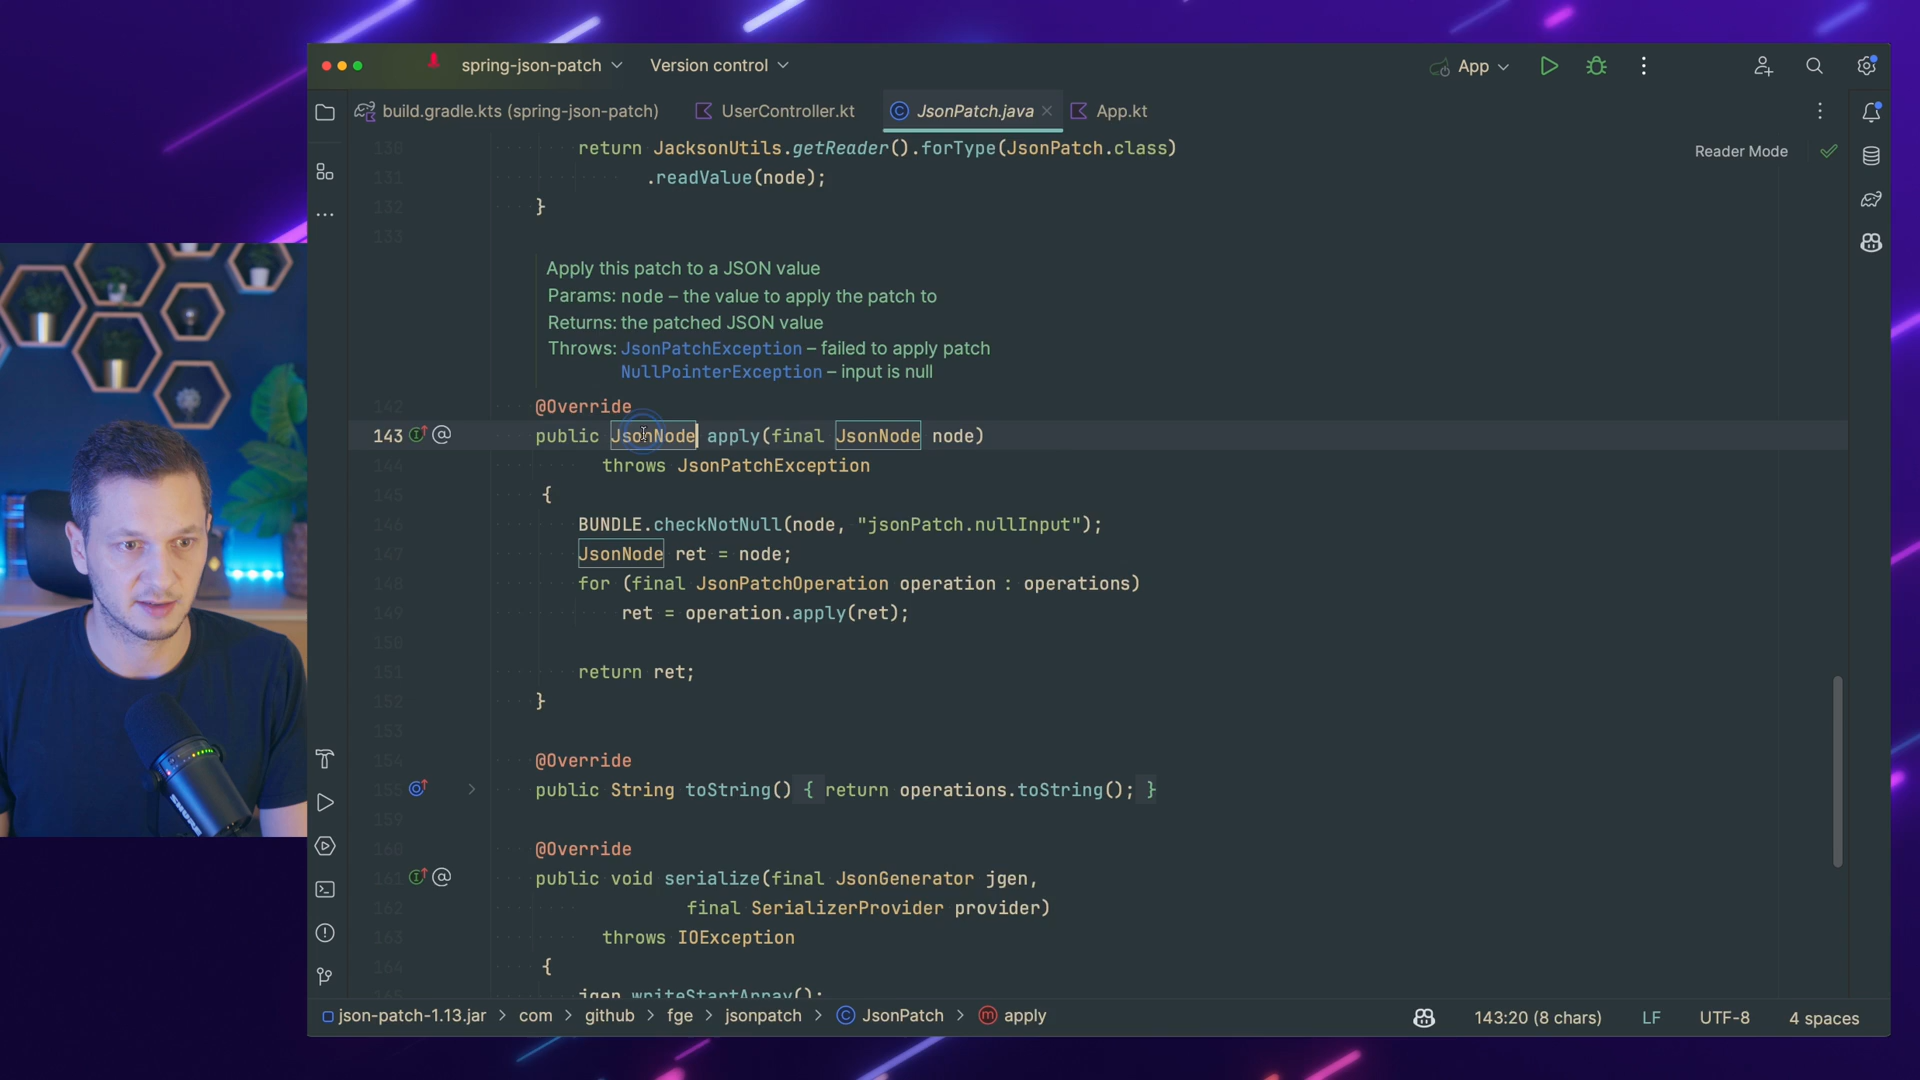 spring-json-patch
Version control
App
build.gradle.kts (spring-json-patch)
UserController.kt
JsonPatch.java
App.kt
Reader Mode
130 return JacksonUtils.getReader().forType(JsonPatch.class)
131 .readValue(node);
132 }
133
Apply this patch to a JSON value
Params: node – the value to apply the patch to
Returns: the patched JSON value
Throws: JsonPatchException – failed to apply patch
NullPointerException – input is null
142 @Override
143 public JsonNode apply(final JsonNode node)
144 throws JsonPatchException
145 {
146 BUNDLE.checkNotNull(node, "jsonPatch.nullInput");
147 JsonNode ret = node;
148 for (final JsonPatchOperation operation : operations)
149 ret = operation.apply(ret);
150
151 return ret;
152 }
153
154 @Override
155 public String toString() { return operations.toString(); }
159
160 @Override
161 public void serialize(final JsonGenerator jgen,
162 final SerializerProvider provider)
163 throws IOException
164 {
165 jgen.writeStartArray();
json-patch-1.13.jar > com > github > fge > jsonpatch > JsonPatch > apply
143:20 (8 chars)
LF
UTF-8
4 spaces
SHURE